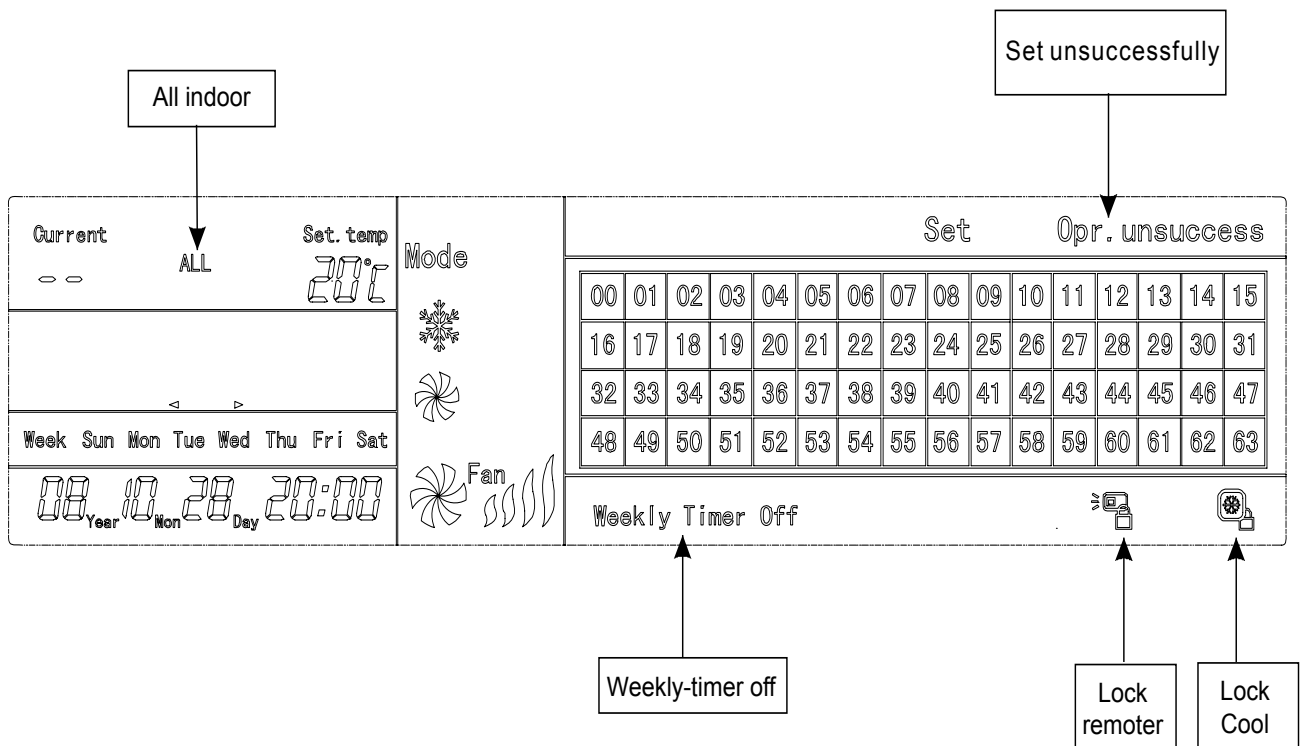 Set unsuccessfully
All indoor
Current
Set.temp
ALL
-- 20℃
Week Sun Mon Tue Wed Thu Fri Sat
08 Year 10 Mon 28 Day 20:00
Mode
Fan
Set Opr.unsuccess
00 01 02 03 04 05 06 07 08 09 10 11 12 13 14 15
16 17 18 19 20 21 22 23 24 25 26 27 28 29 30 31
32 33 34 35 36 37 38 39 40 41 42 43 44 45 46 47
48 49 50 51 52 53 54 55 56 57 58 59 60 61 62 63
Weekly Timer Off
Weekly-timer off
Lock
remoter
Lock
Cool